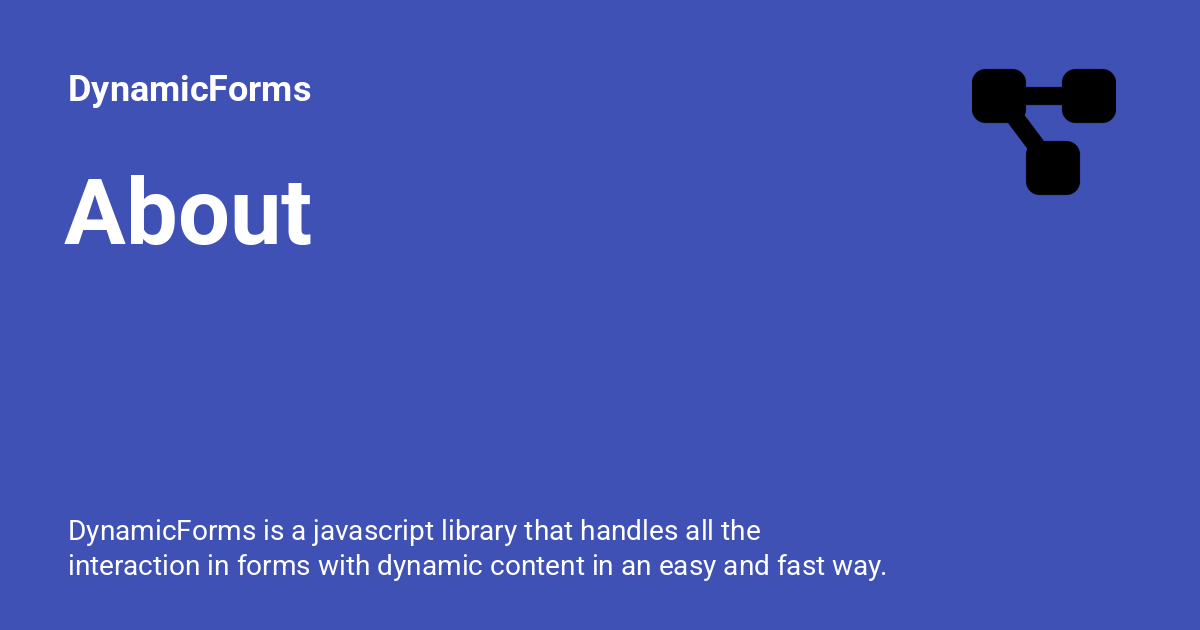 DynamicForms
About
DynamicForms is a javascript library that handles all the
interaction in forms with dynamic content in an easy and fast way.